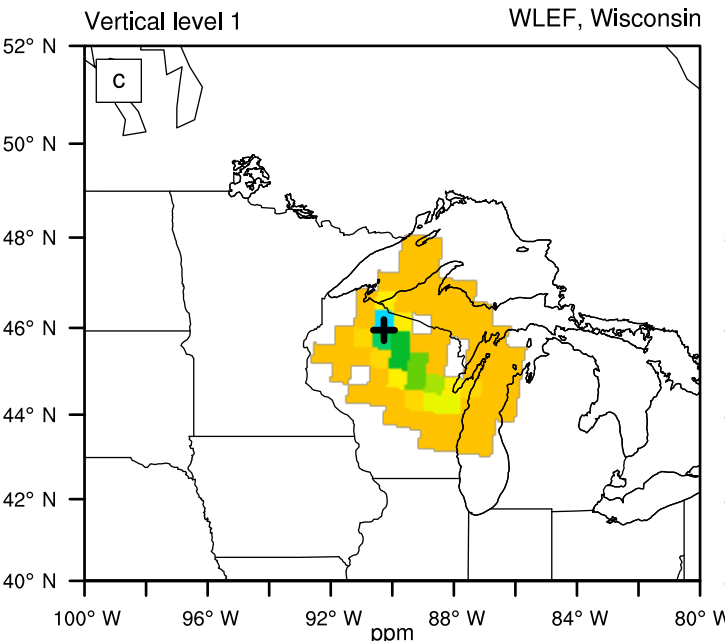 Vertical level 1
WLEF, Wisconsin
c
52° N
50° N
48° N
46° N
44° N
42° N
40° N
100° W 96° W 92° W 88° W 84° W 80° W
ppm